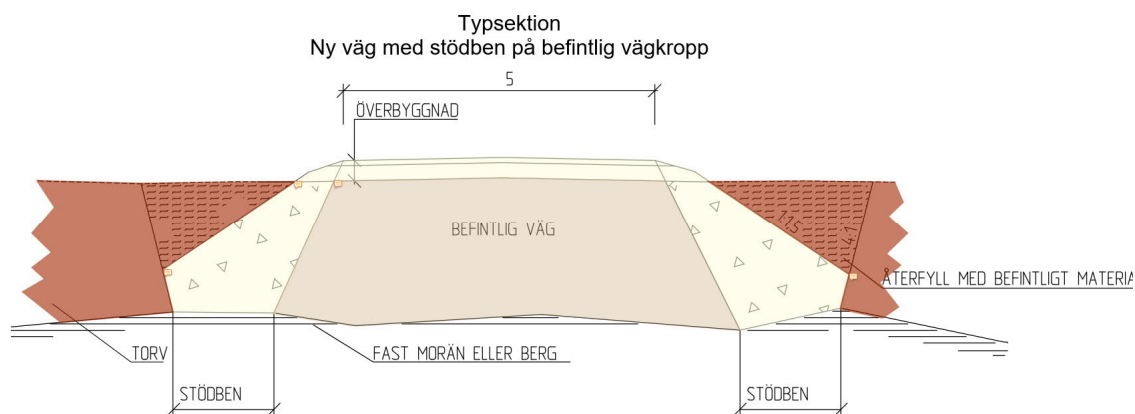 Typsektion
Ny väg med stödben på befintlig vägkropp
5
ÖVERBYGGNAD
BEFINTLIG VÄG
1:1.5
4:1
ÅTERFYLL MED BEFINTLIGT MATERIA
TORV
FAST MORÄN ELLER BERG
STÖDBEN
STÖDBEN